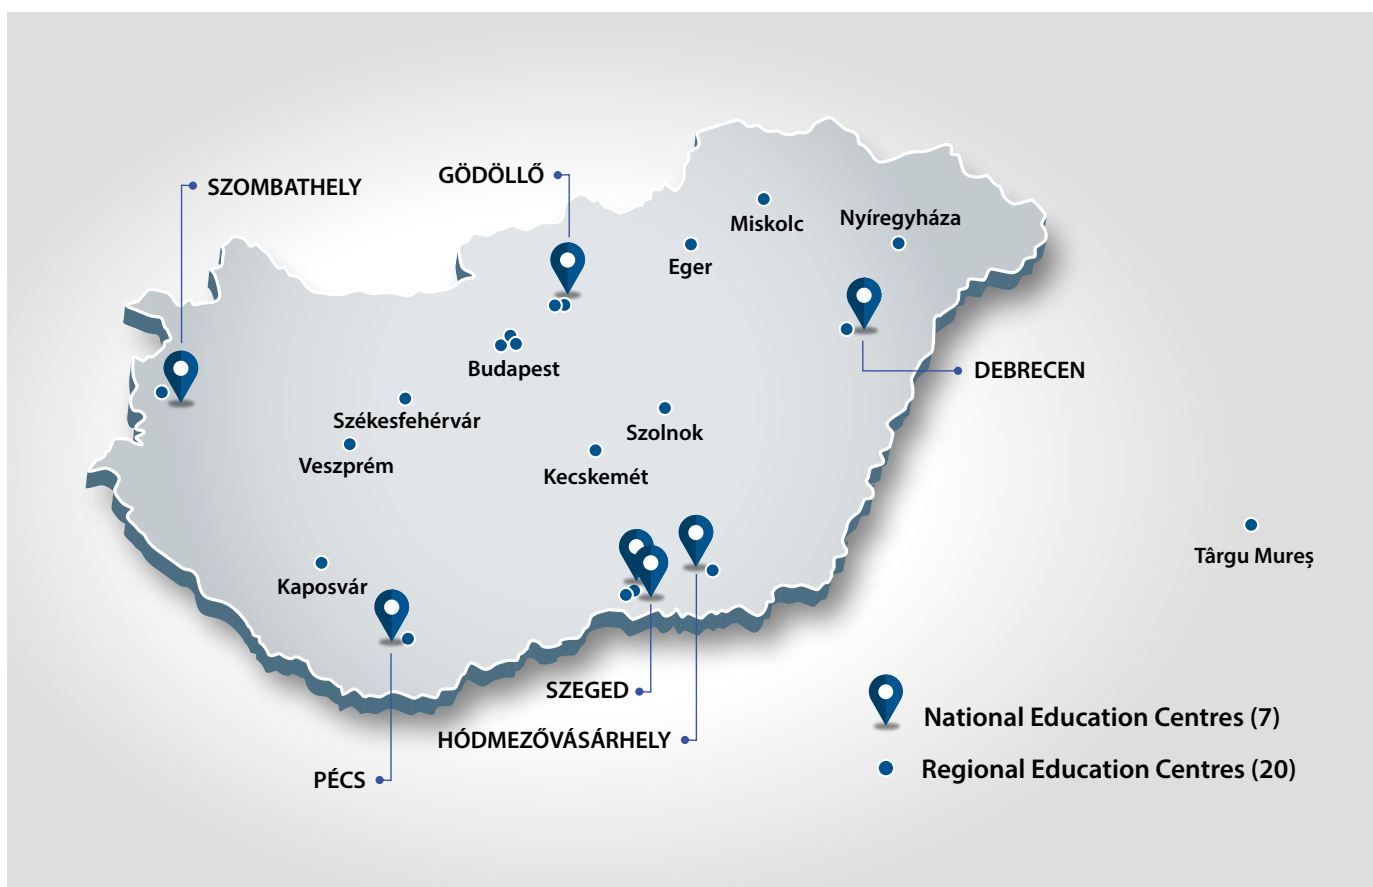 GÖDÖLLŐ
SZOMBATHELY
Miskolc
Nyíregyháza
Eger
Budapest
DEBRECEN
Székesfehérvár
Szolnok
Veszprém
Kecskemét
Târgu Mureş
Kaposvár
SZEGED
National Education Centres (7)
HÓDMEZŐVÁSÁRHELY
Regional Education Centres (20)
PÉCS